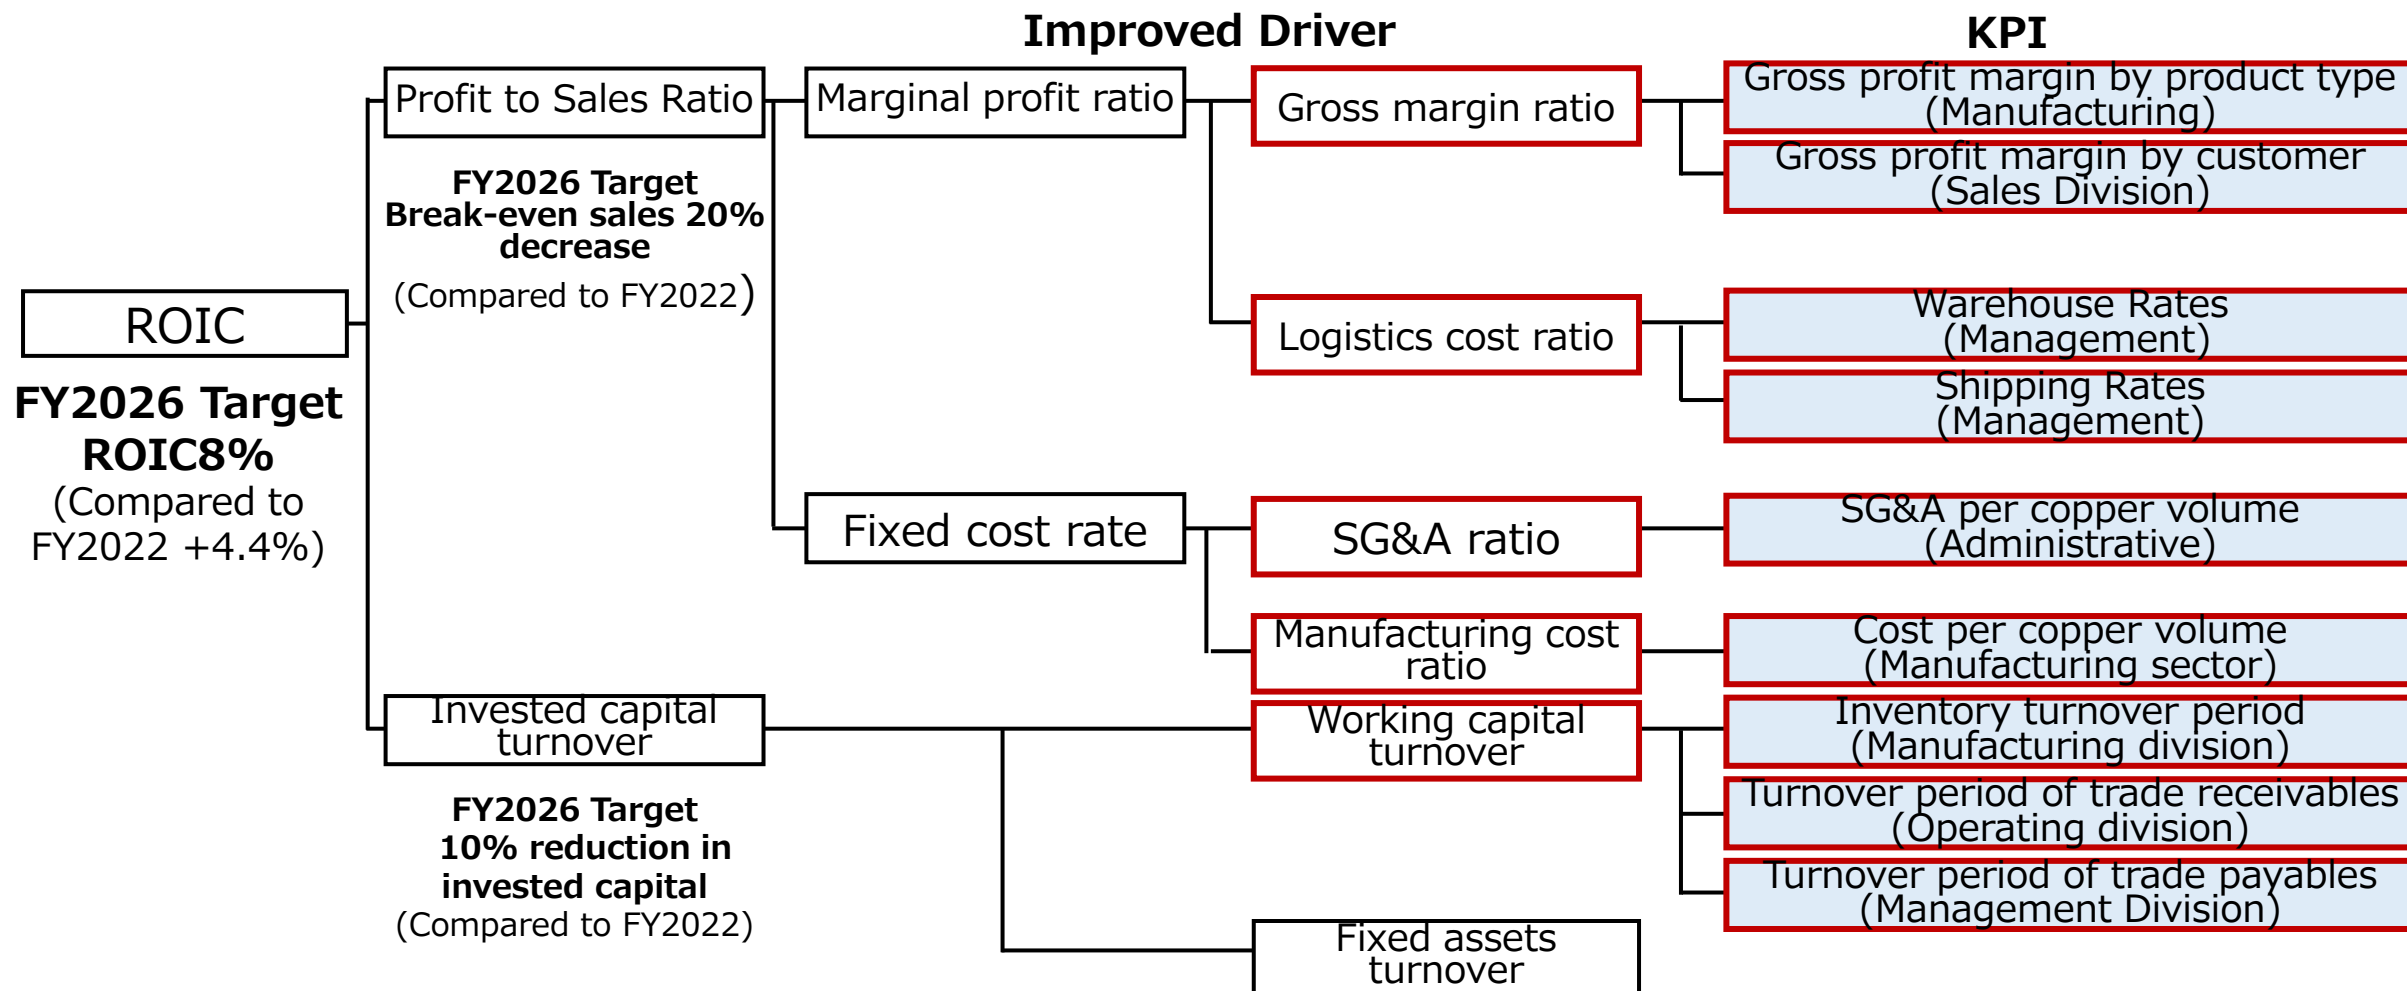 Improved Driver
KPI
ROIC
FY2026 Target
ROIC8%
(Compared to
FY2022 +4.4%)
Profit to Sales Ratio
FY2026 Target
Break-even sales 20%
decrease
(Compared to FY2022)
Invested capital
turnover
FY2026 Target
10% reduction in
invested capital
(Compared to FY2022)
Marginal profit ratio
Fixed cost rate
Gross margin ratio
Logistics cost ratio
SG&A ratio
Manufacturing cost
ratio
Working capital
turnover
Fixed assets
turnover
Gross profit margin by product type
(Manufacturing)
Gross profit margin by customer
(Sales Division)
Warehouse Rates
(Management)
Shipping Rates
(Management)
SG&A per copper volume
(Administrative)
Cost per copper volume
(Manufacturing sector)
Inventory turnover period
(Manufacturing division)
Turnover period of trade receivables
(Operating division)
Turnover period of trade payables
(Management Division)